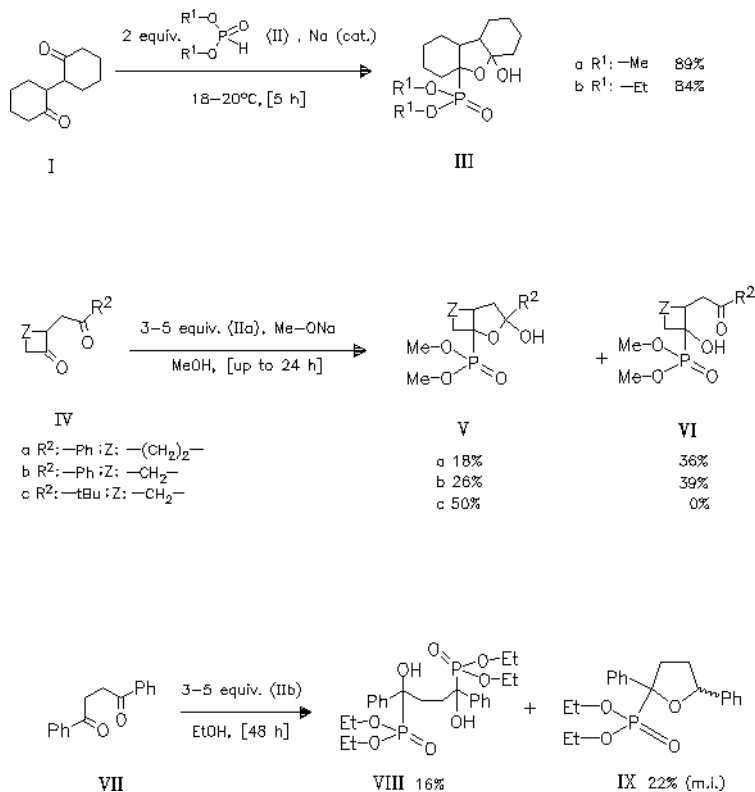 O
O
I
2 equiv. R¹-O R¹-O P O H (II) , Na (cat.)
18-20°C,[5 h]
O OH
R¹-O
R¹-O P O
III
a R¹: -Me 89%
b R¹: -Et 84%
Z R²
O
O
IV
a R²: -Ph ;Z: -(CH₂)₂-
b R²: -Ph ;Z: -CH₂-
c R²: -tBu ;Z: -CH₂-
3-5 equiv. (IIa), Me-ONa
MeOH, [up to 24 h]
Z R²
O OH
Me-O
Me-O P O
V
a 18%
b 26%
c 50%
+
Z R²
O
OH
Me-O
Me-O P O
VI
36%
39%
0%
Ph
O
Ph O
VII
3-5 equiv. (IIb)
EtOH, [48 h]
OH O P O-Et
O-Et
Ph Ph
Et-O OH
Et-O P O
VIII 16%
+
Ph O Ph
Et-O P
Et-O O
IX 22% (m.i.)